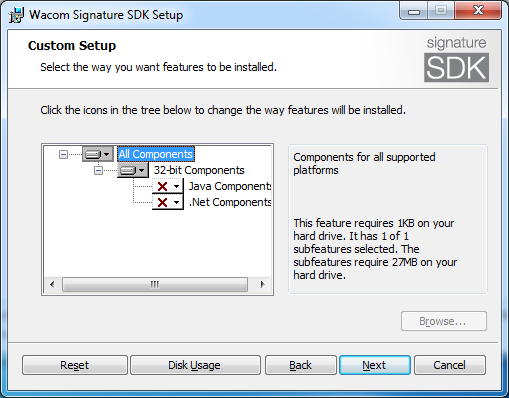 Wacom Signature SDK Setup
Custom Setup
Select the way you want features to be installed.
signature
SDK
Click the icons in the tree below to change the way features will be installed.
All Components
32-bit Components
Java Components
.Net Components
Components for all supported
platforms
This feature requires 1KB on your
hard drive. It has 1 of 1
subfeatures selected. The
subfeatures require 27MB on your
hard drive.
Browse...
Reset
Disk Usage
Back
Next
Cancel